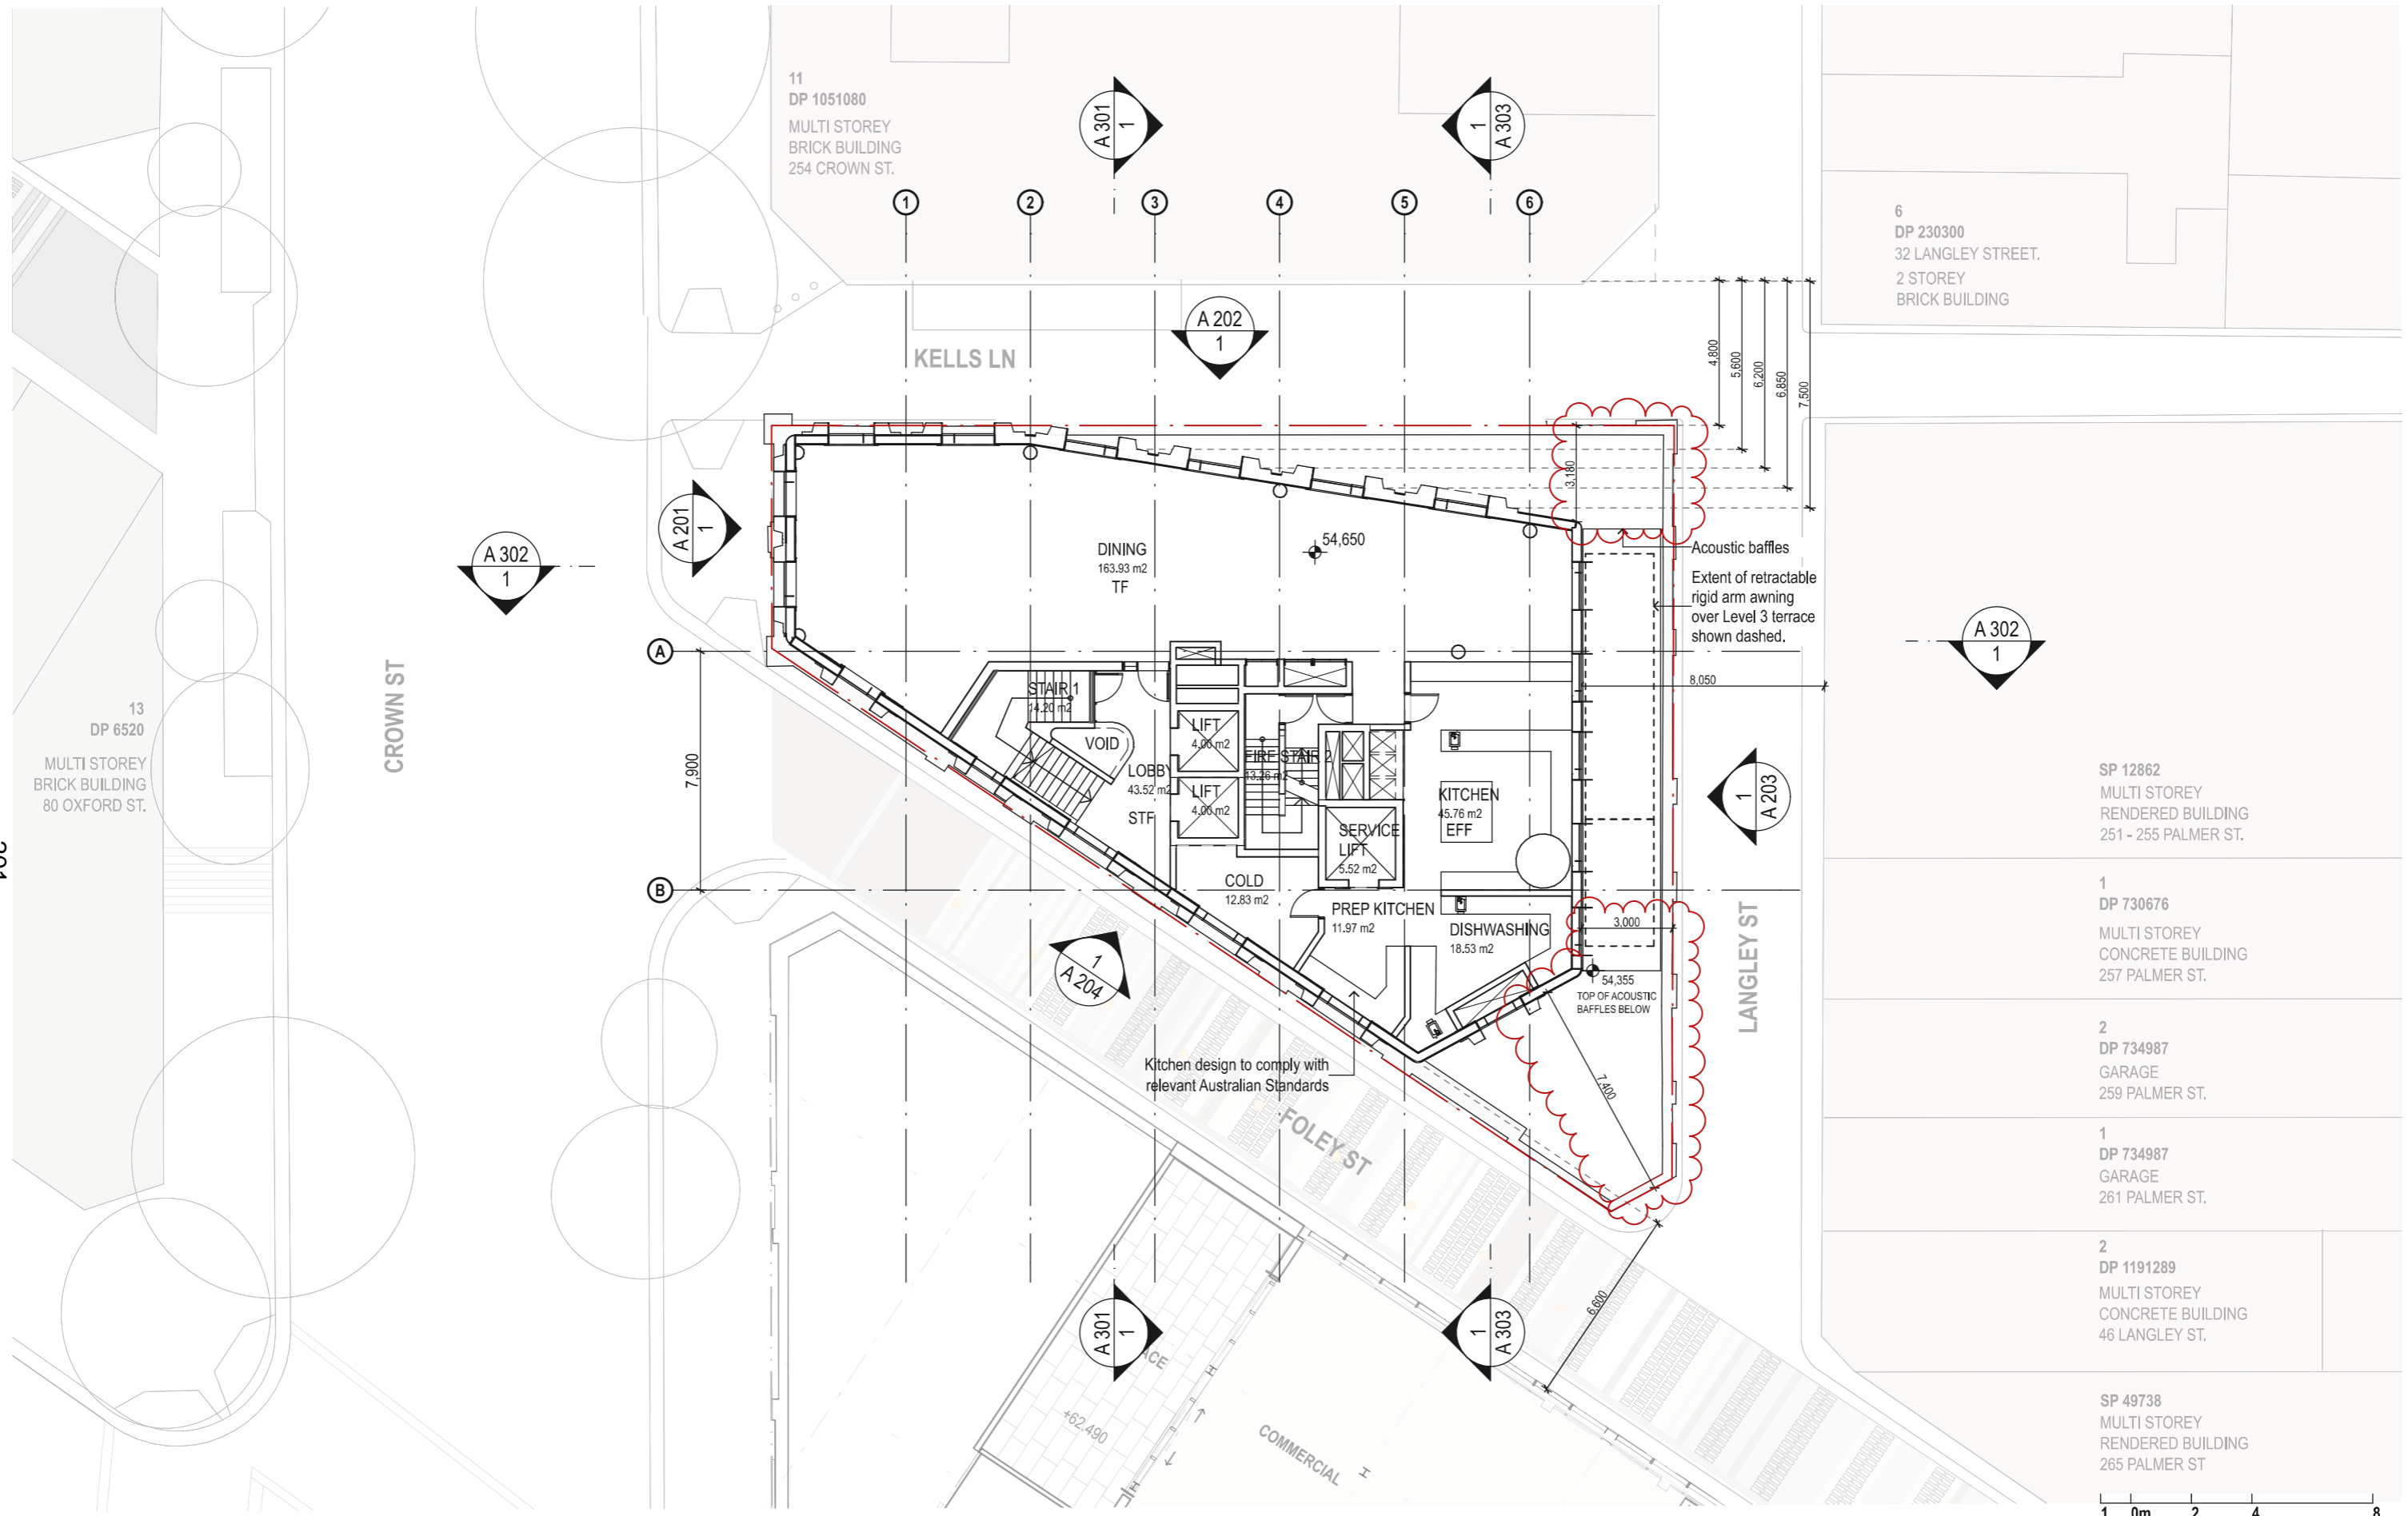 11
DP 1051080
MULTI STOREY
BRICK BUILDING
254 CROWN ST.
A 301
1
1
A 303
1
2
3
4
5
6
6
DP 230300
32 LANGLEY STREET.
2 STOREY
BRICK BUILDING
A 202
1
KELLS LN
4,800
5,600
6,200
6,850
7,500
3,180
A 201
1
A 302
1
DINING
163.93 m2
TF
54,650
Acoustic baffles
Extent of retractable
rigid arm awning
over Level 3 terrace
shown dashed.
A 302
1
A
8,050
CROWN ST
13
DP 6520
MULTI STOREY
BRICK BUILDING
80 OXFORD ST.
7,900
STAIR 1
14.20 m2
VOID
LOBBY
43.52 m2
STF
LIFT
4.00 m2
LIFT
4.00 m2
FIRE STAIR 2
13.26 m2
SERVICE
LIFT
5.52 m2
KITCHEN
45.76 m2
EFF
1
A 203
SP 12862
MULTI STOREY
RENDERED BUILDING
251 - 255 PALMER ST.
B
COLD
12.83 m2
PREP KITCHEN
11.97 m2
DISHWASHING
18.53 m2
3,000
LANGLEY ST
1
DP 730676
MULTI STOREY
CONCRETE BUILDING
257 PALMER ST.
1
A 204
54,355
TOP OF ACOUSTIC
BAFFLES BELOW
Kitchen design to comply with
relevant Australian Standards
7,400
FOLEY ST
2
DP 734987
GARAGE
259 PALMER ST.
1
DP 734987
GARAGE
261 PALMER ST.
2
DP 1191289
MULTI STOREY
CONCRETE BUILDING
46 LANGLEY ST.
6,600
A 301
1
1
A 303
ACE
+62.490
COMMERCIAL
SP 49738
MULTI STOREY
RENDERED BUILDING
265 PALMER ST
1 0m 2 4 8